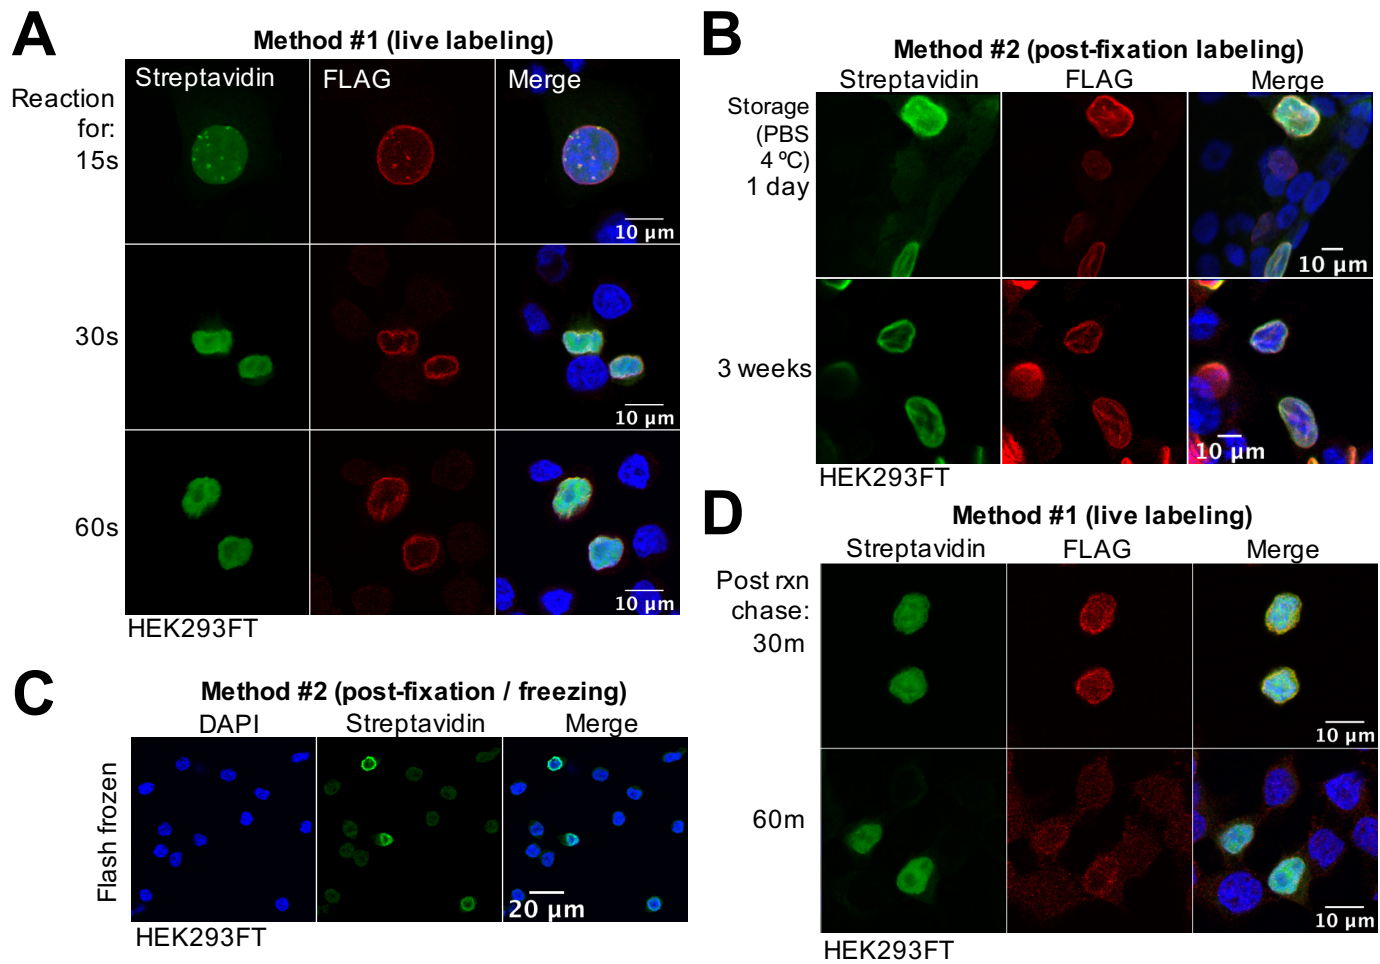 A
Method #1 (live labeling)
Streptavidin
FLAG
Merge
Reaction
for:
15s
10 µm
30s
10 µm
60s
10 µm
HEK293FT
B
Method #2 (post-fixation labeling)
Streptavidin
FLAG
Merge
Storage
(PBS
4 ºC)
1 day
10 µm
3 weeks
10 µm
HEK293FT
C
Method #2 (post-fixation / freezing)
DAPI
Streptavidin
Merge
Flash frozen
20 µm
HEK293FT
D
Method #1 (live labeling)
Streptavidin
FLAG
Merge
Post rxn
chase:
30m
10 µm
60m
10 µm
HEK293FT